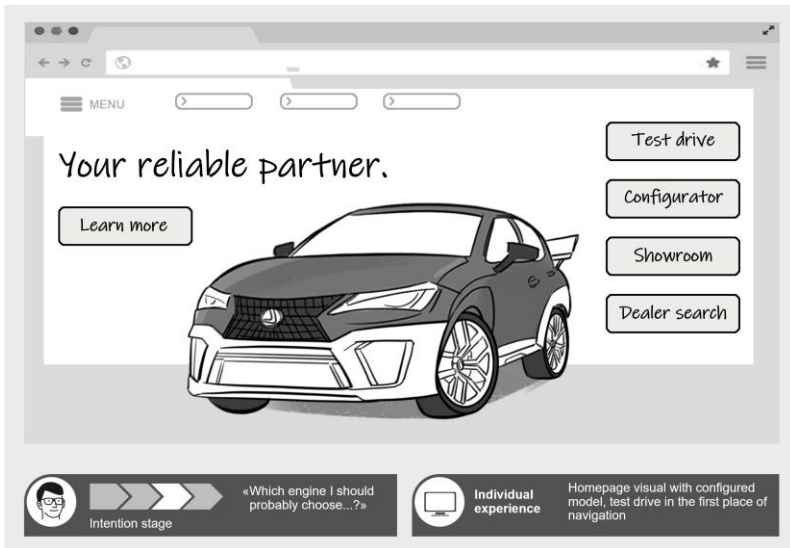 MENU
Your reliable partner.
Learn more
Test drive
Configurator
Showroom
Dealer search
«Which engine I should
probably choose...?»
Intention stage
Individual
experience
Homepage visual with configured
model, test drive in the first place of
navigation